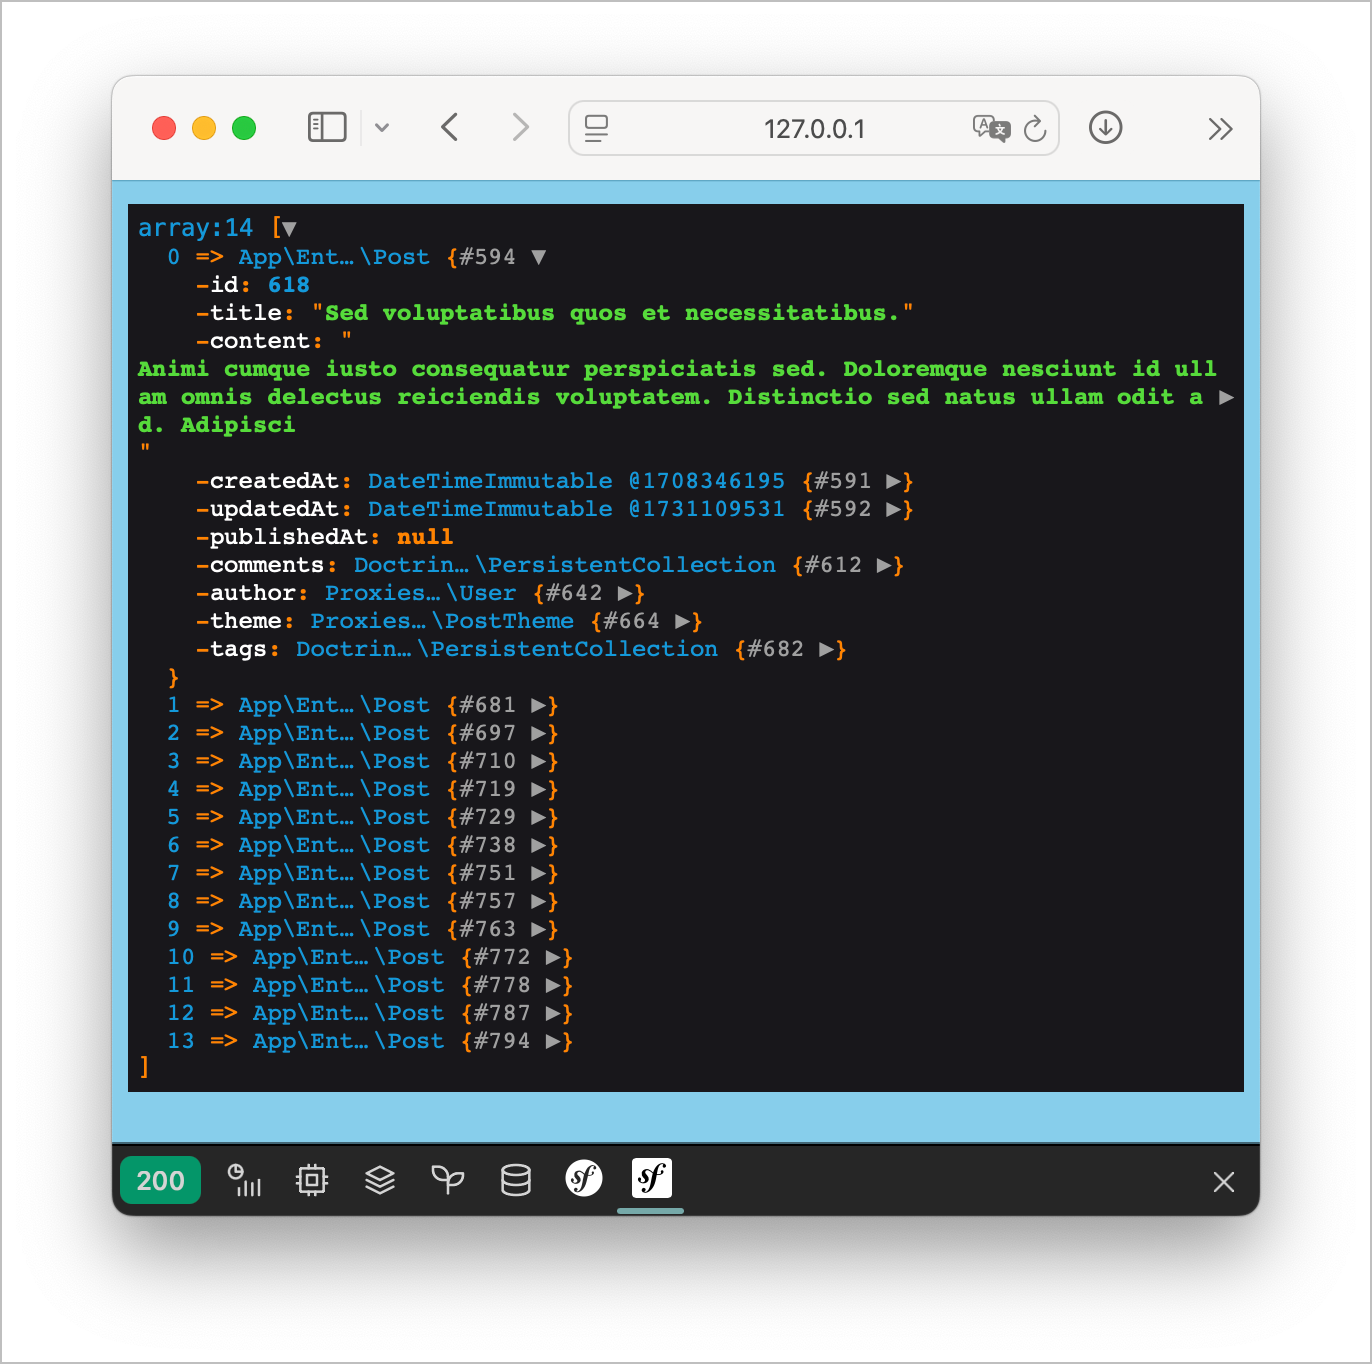 127.0.0.1
array:14 [▼
  0 => App\Ent…\Post {#594 ▼
    -id: 618
    -title: "Sed voluptatibus quos et necessitatibus."
    -content: "
Animi cumque iusto consequatur perspiciatis sed. Doloremque nesciunt id ull
am omnis delectus reiciendis voluptatem. Distinctio sed natus ullam odit a ▶
d. Adipisci
"
    -createdAt: DateTimeImmutable @1708346195 {#591 ▶}
    -updatedAt: DateTimeImmutable @1731109531 {#592 ▶}
    -publishedAt: null
    -comments: Doctrin…\PersistentCollection {#612 ▶}
    -author: Proxies…\User {#642 ▶}
    -theme: Proxies…\PostTheme {#664 ▶}
    -tags: Doctrin…\PersistentCollection {#682 ▶}
  }
  1 => App\Ent…\Post {#681 ▶}
  2 => App\Ent…\Post {#697 ▶}
  3 => App\Ent…\Post {#710 ▶}
  4 => App\Ent…\Post {#719 ▶}
  5 => App\Ent…\Post {#729 ▶}
  6 => App\Ent…\Post {#738 ▶}
  7 => App\Ent…\Post {#751 ▶}
  8 => App\Ent…\Post {#757 ▶}
  9 => App\Ent…\Post {#763 ▶}
  10 => App\Ent…\Post {#772 ▶}
  11 => App\Ent…\Post {#778 ▶}
  12 => App\Ent…\Post {#787 ▶}
  13 => App\Ent…\Post {#794 ▶}
]
200 sf sf